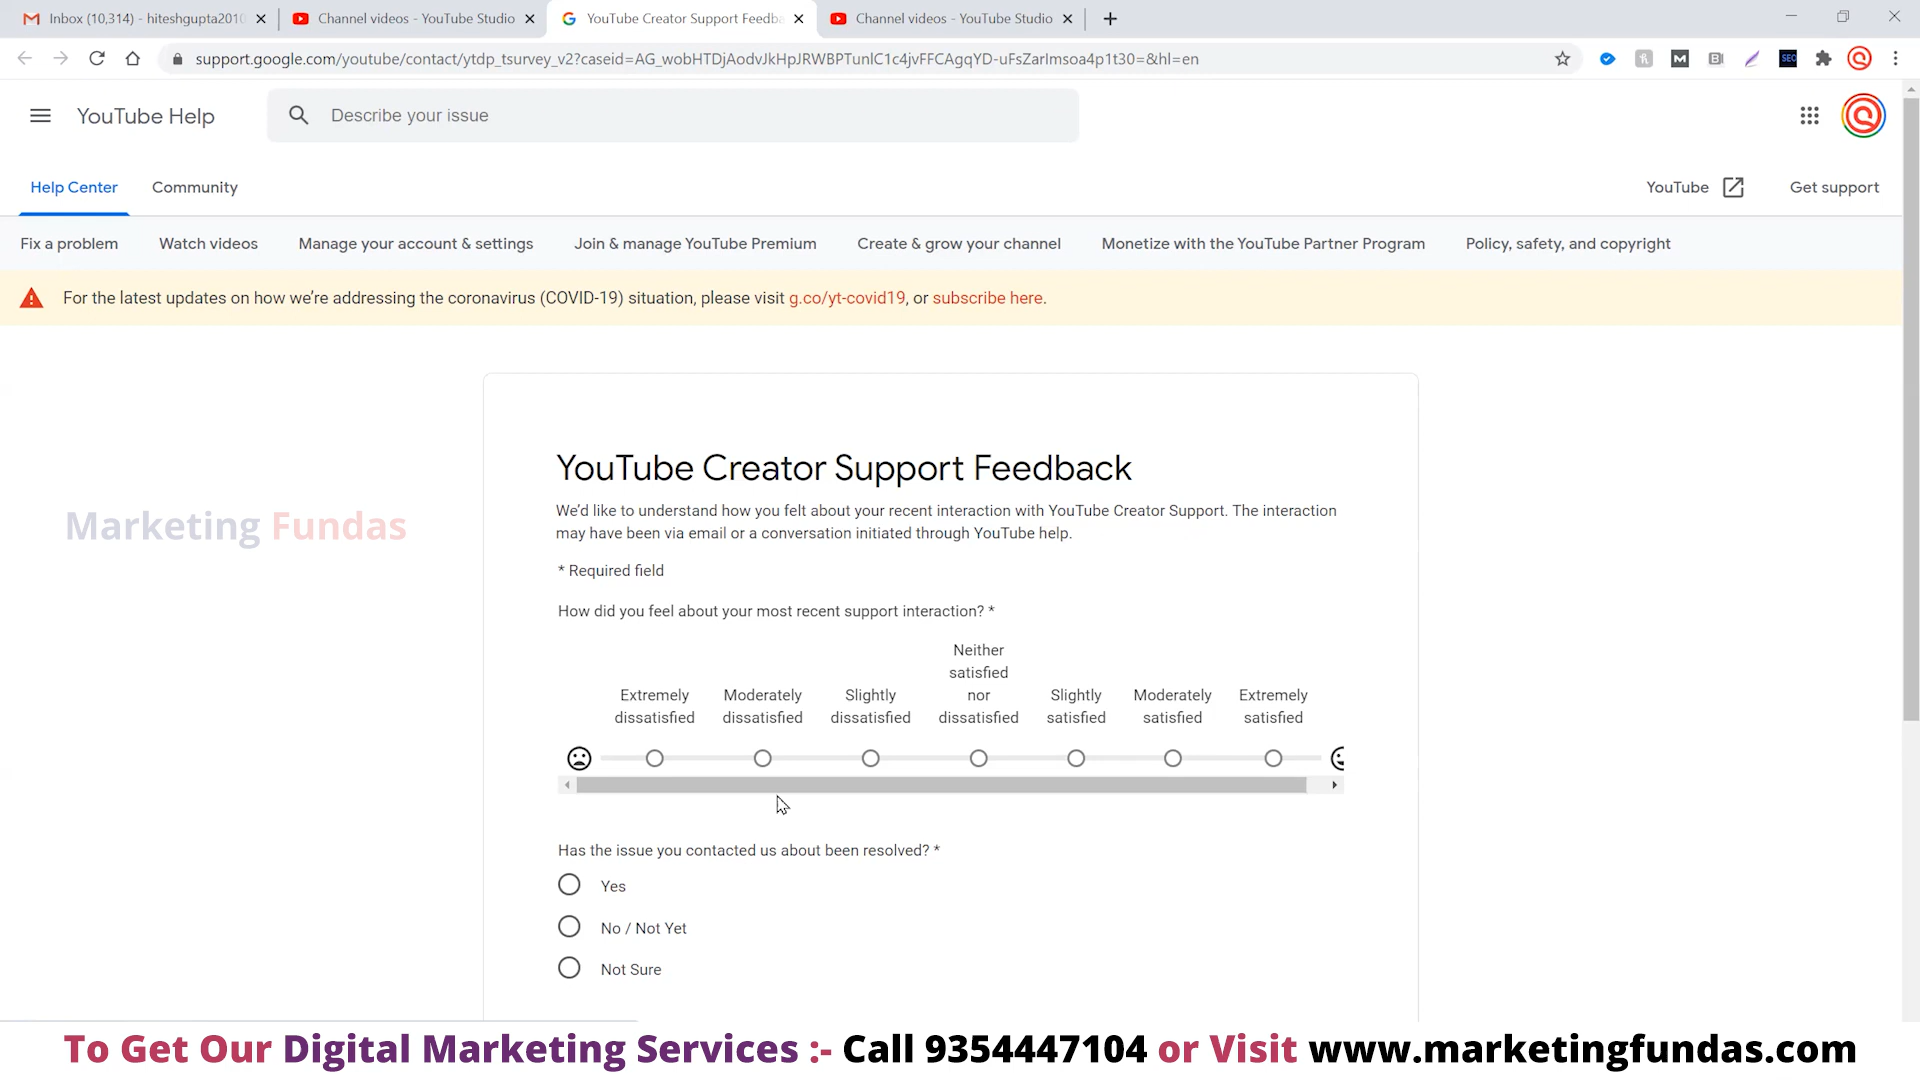 Inbox (10,314) - hiteshgupta2010
Channel videos - YouTube Studio
YouTube Creator Support Feedba
Channel videos - YouTube Studio
support.google.com/youtube/contact/ytdp_tsurvey_v2?caseid=AG_wobHTDjAodvJkHpJRWBPTunlC1c4jvFFCAgqYD-uFsZarImsoa4p1t30=&hl=en
SEO
YouTube Help
Describe your issue
Help Center
Community
YouTube
Get support
Fix a problem
Watch videos
Manage your account & settings
Join & manage YouTube Premium
Create & grow your channel
Monetize with the YouTube Partner Program
Policy, safety, and copyright
For the latest updates on how we're addressing the coronavirus (COVID-19) situation, please visit g.co/yt-covid19, or subscribe here.
YouTube Creator Support Feedback
We'd like to understand how you felt about your recent interaction with YouTube Creator Support. The interaction
may have been via email or a conversation initiated through YouTube help.
Marketing Fundas
* Required field
How did you feel about your most recent support interaction? *
Extremely dissatisfied
Moderately dissatisfied
Slightly dissatisfied
Neither satisfied nor dissatisfied
Slightly satisfied
Moderately satisfied
Extremely satisfied
Has the issue you contacted us about been resolved? *
Yes
No / Not Yet
Not Sure
To Get Our Digital Marketing Services :- Call 9354447104 or Visit www.marketingfundas.com